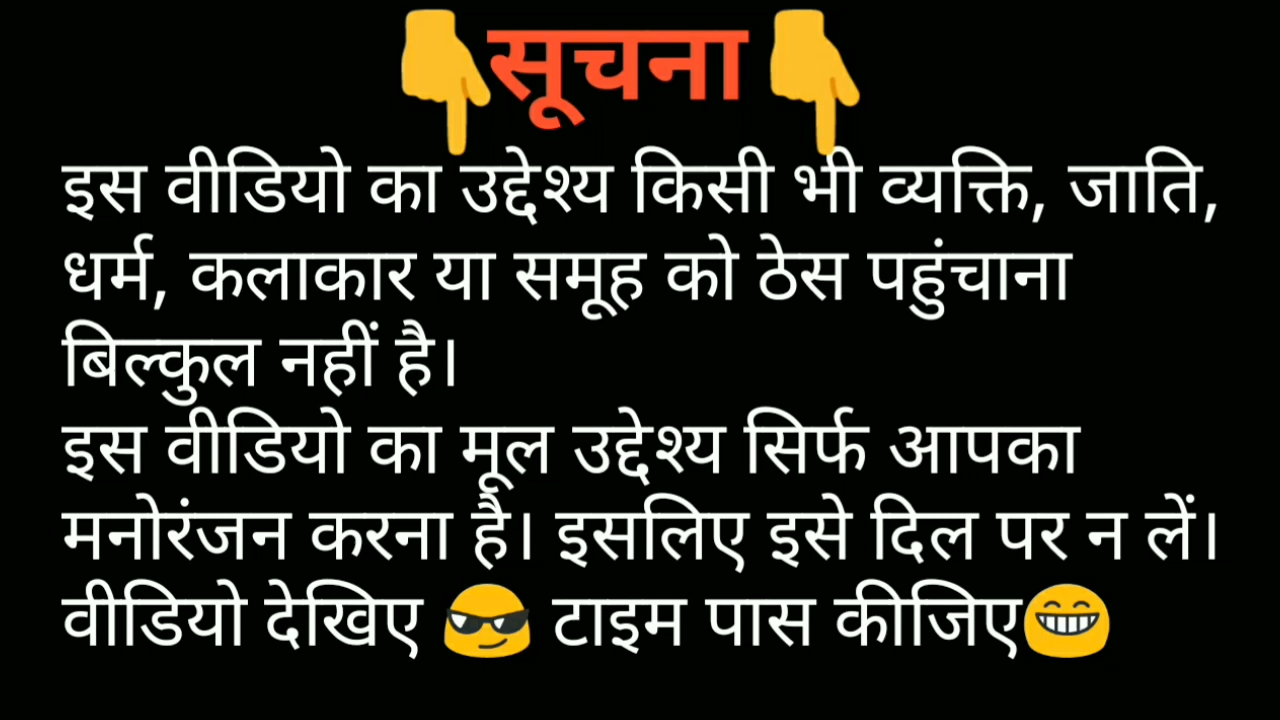 👇सूचना👇
इस वीडियो का उद्देश्य किसी भी व्यक्ति, जाति,
धर्म, कलाकार या समूह को ठेस पहुंचाना
बिल्कुल नहीं है।
इस वीडियो का मूल उद्देश्य सिर्फ आपका
मनोरंजन करना है। इसलिए इसे दिल पर न लें।
वीडियो देखिए 😎 टाइम पास कीजिए😁